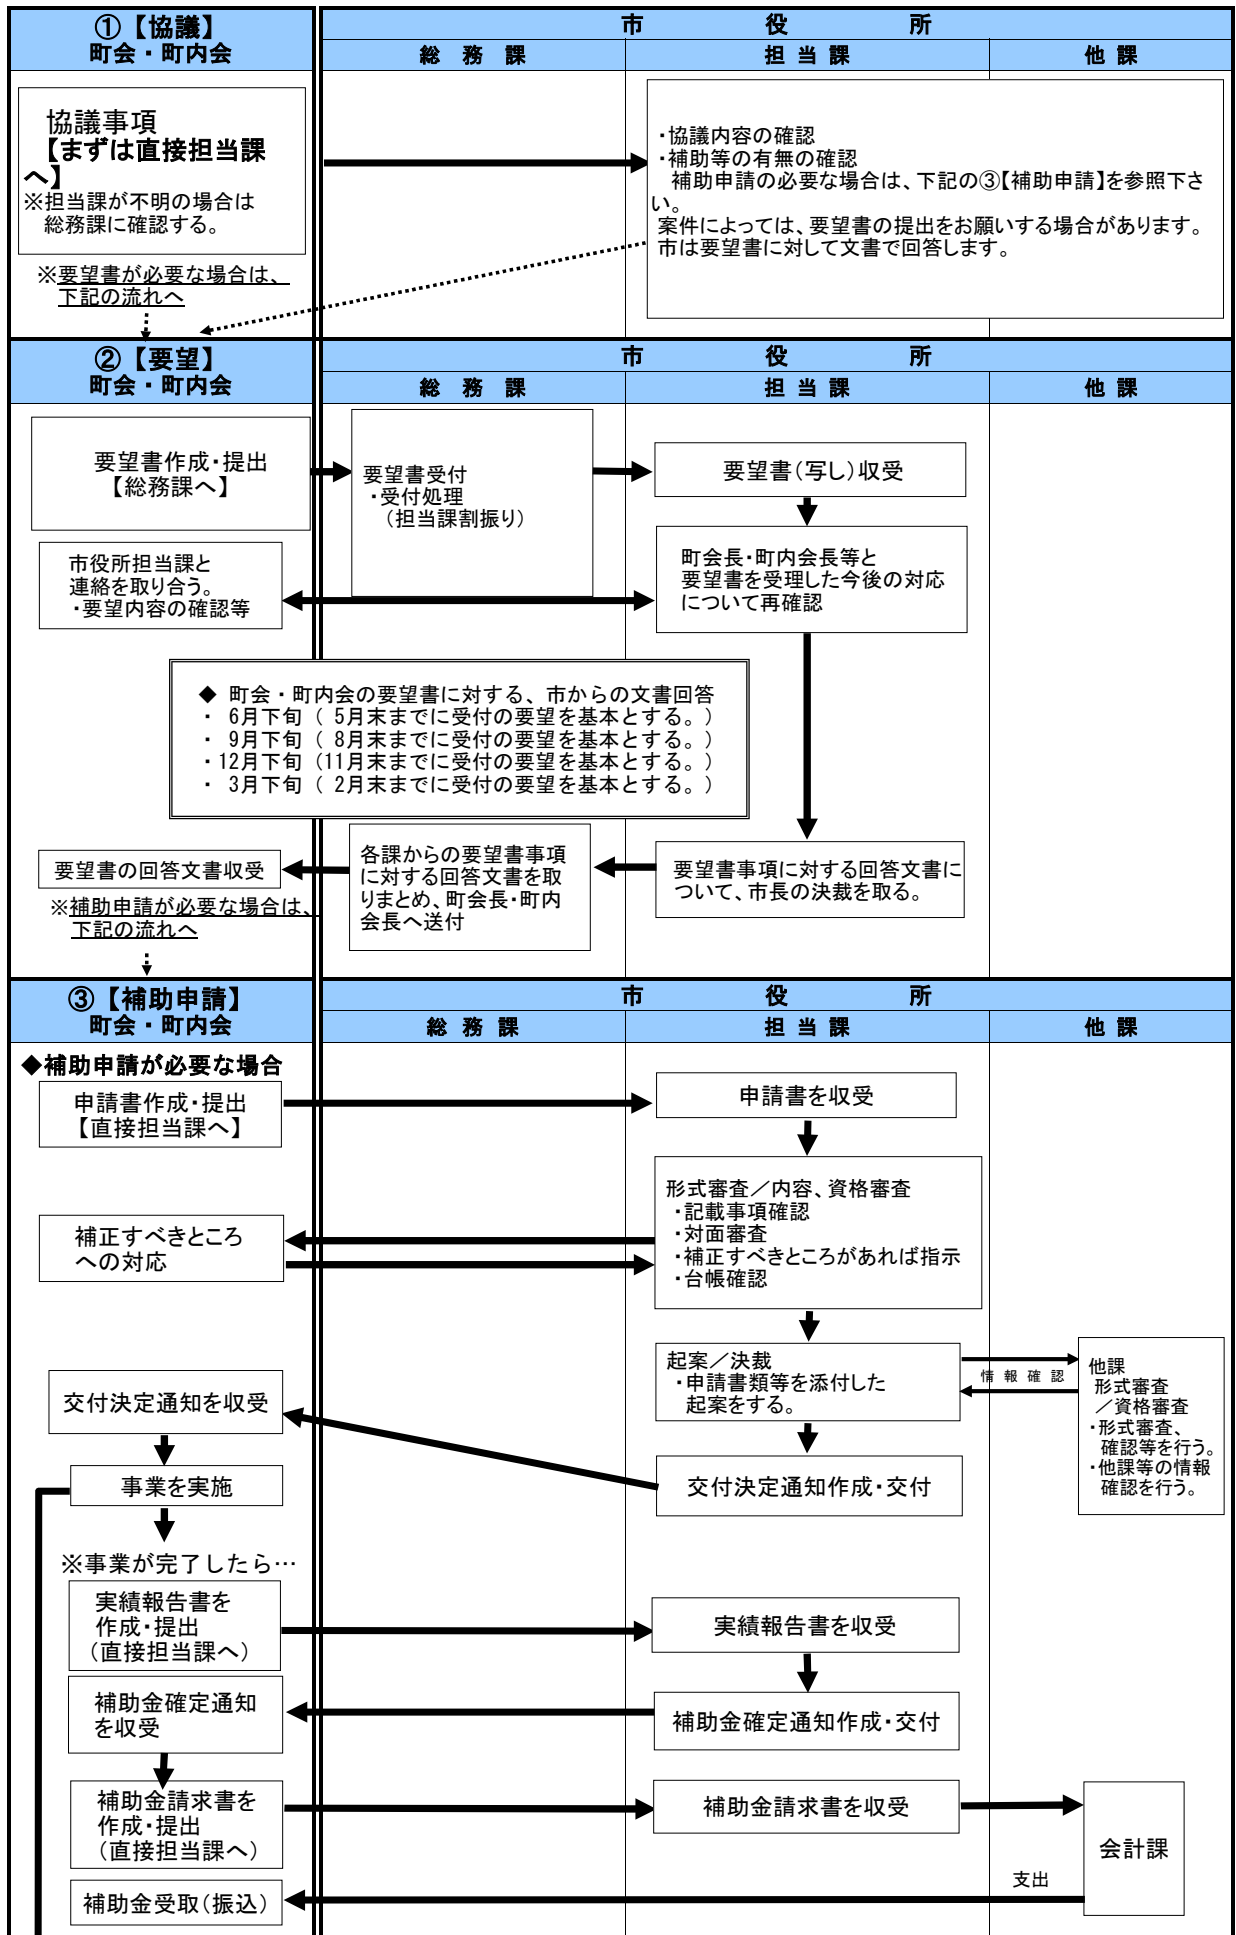 ①【協議】
町会・町内会
市　役　所
総務課
担当課
他課
協議事項
【まずは直接担当課
へ】
※担当課が不明の場合は
総務課に確認する。
※要望書が必要な場合は、
下記の流れへ
・協議内容の確認
・補助等の有無の確認
補助申請の必要な場合は、下記の③【補助申請】を参照下さ
い。
案件によっては、要望書の提出をお願いする場合があります。
市は要望書に対して文書で回答します。
②【要望】
町会・町内会
市　役　所
総務課
担当課
他課
要望書作成・提出
【総務課へ】
要望書受付
・受付処理
（担当課割振り）
要望書（写し）収受
町会長・町内会長等と
要望書を受理した今後の対応
について再確認
市役所担当課と
連絡を取り合う。
・要望内容の確認等
◆ 町会・町内会の要望書に対する、市からの文書回答
・ 6月下旬（ 5月末までに受付の要望を基本とする。）
・ 9月下旬（ 8月末までに受付の要望を基本とする。）
・12月下旬（11月末までに受付の要望を基本とする。）
・ 3月下旬（ 2月末までに受付の要望を基本とする。）
要望書事項に対する回答文書に
ついて、市長の決裁を取る。
各課からの要望書事項
に対する回答文書を取
りまとめ、町会長・町内
会長へ送付
要望書の回答文書収受
※補助申請が必要な場合は、
下記の流れへ
③【補助申請】
町会・町内会
市　役　所
総務課
担当課
他課
◆補助申請が必要な場合
申請書作成・提出
【直接担当課へ】
申請書を収受
形式審査／内容、資格審査
・記載事項確認
・対面審査
・補正すべきところがあれば指示
・台帳確認
補正すべきところ
への対応
起案／決裁
・申請書類等を添付した
起案をする。
情報確認
他課
形式審査
／資格審査
・形式審査、
確認等を行う。
・他課等の情報
確認を行う。
交付決定通知作成・交付
交付決定通知を収受
事業を実施
※事業が完了したら…
実績報告書を
作成・提出
（直接担当課へ）
実績報告書を収受
補助金確定通知作成・交付
補助金確定通知
を収受
補助金請求書を
作成・提出
（直接担当課へ）
補助金請求書を収受
会計課
支出
補助金受取（振込）